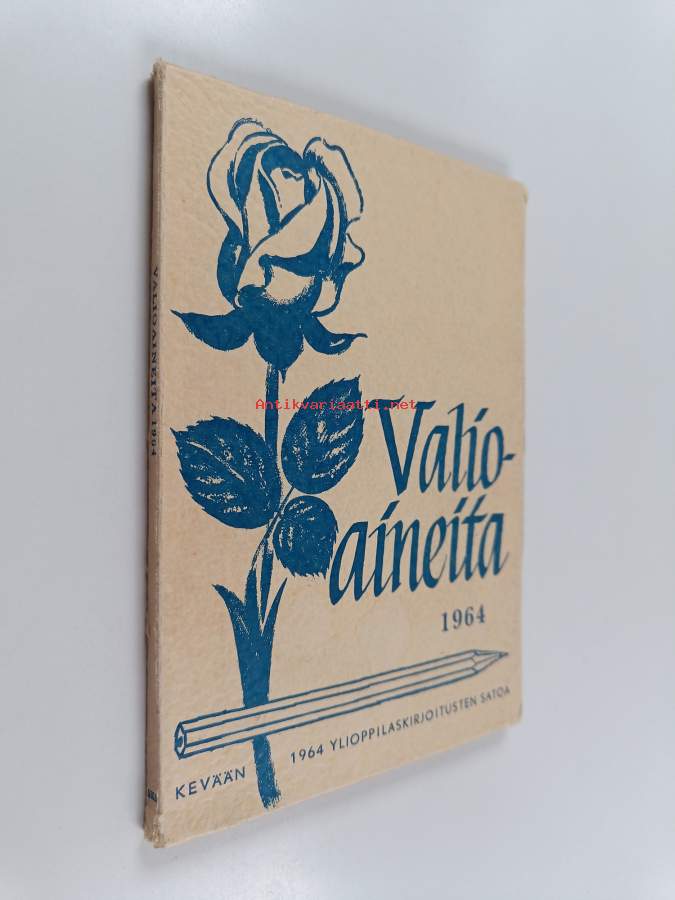 VALIOAINEITA 1964
Antikvariaatti.net
Valio-
aineita
1964
KEVÄÄN 1964 YLIOPPILASKIRJOITUSTEN SATOA